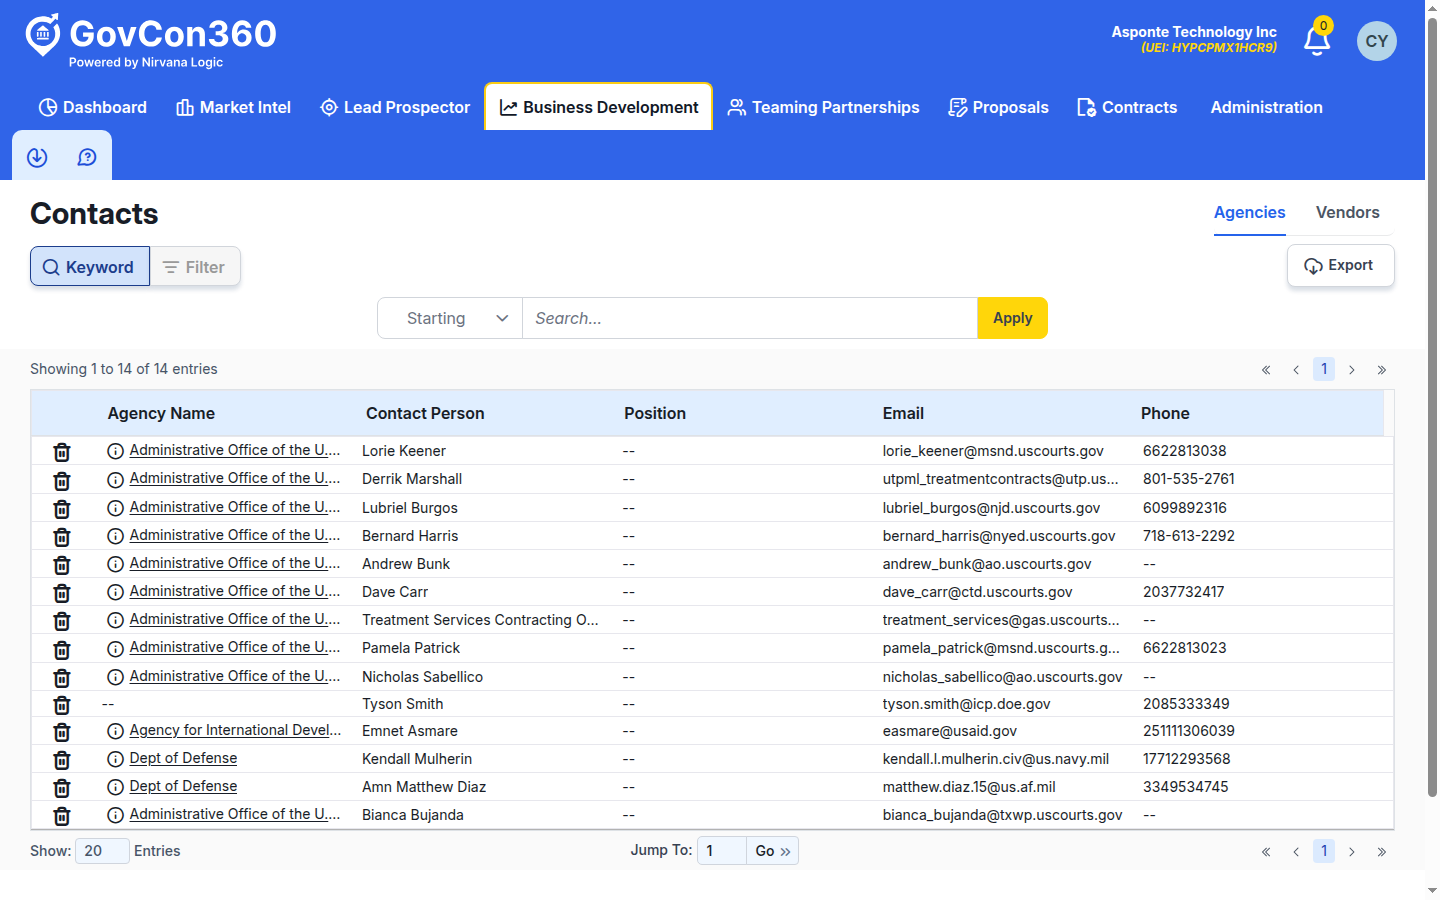 GovCon360
Powered by Nirvana Logic
Asponte Technology Inc
(UEI: HYPCPMX1HCR9)
0
CY
Dashboard Market Intel Lead Prospector Business Development Teaming Partnerships Proposals Contracts Administration
Contacts
Agencies Vendors
Keyword Filter
Export
Starting Search... Apply
Showing 1 to 14 of 14 entries « ‹ 1 › »
Agency Name Contact Person Position Email Phone
Administrative Office of the U.... Lorie Keener -- lorie_keener@msnd.uscourts.gov 6622813038
Administrative Office of the U.... Derrik Marshall -- utpml_treatmentcontracts@utp.us... 801-535-2761
Administrative Office of the U.... Lubriel Burgos -- lubriel_burgos@njd.uscourts.gov 6099892316
Administrative Office of the U.... Bernard Harris -- bernard_harris@nyed.uscourts.gov 718-613-2292
Administrative Office of the U.... Andrew Bunk -- andrew_bunk@ao.uscourts.gov --
Administrative Office of the U.... Dave Carr -- dave_carr@ctd.uscourts.gov 2037732417
Administrative Office of the U.... Treatment Services Contracting O... -- treatment_services@gas.uscourts... --
Administrative Office of the U.... Pamela Patrick -- pamela_patrick@msnd.uscourts.g... 6622813023
Administrative Office of the U.... Nicholas Sabellico -- nicholas_sabellico@ao.uscourts.gov --
-- Tyson Smith -- tyson.smith@icp.doe.gov 2085333349
Agency for International Devel... Emnet Asmare -- easmare@usaid.gov 251111306039
Dept of Defense Kendall Mulherin -- kendall.l.mulherin.civ@us.navy.mil 17712293568
Dept of Defense Amn Matthew Diaz -- matthew.diaz.15@us.af.mil 3349534745
Administrative Office of the U.... Bianca Bujanda -- bianca_bujanda@txwp.uscourts.gov --
Show: 20 Entries Jump To: 1 Go » « ‹ 1 › »